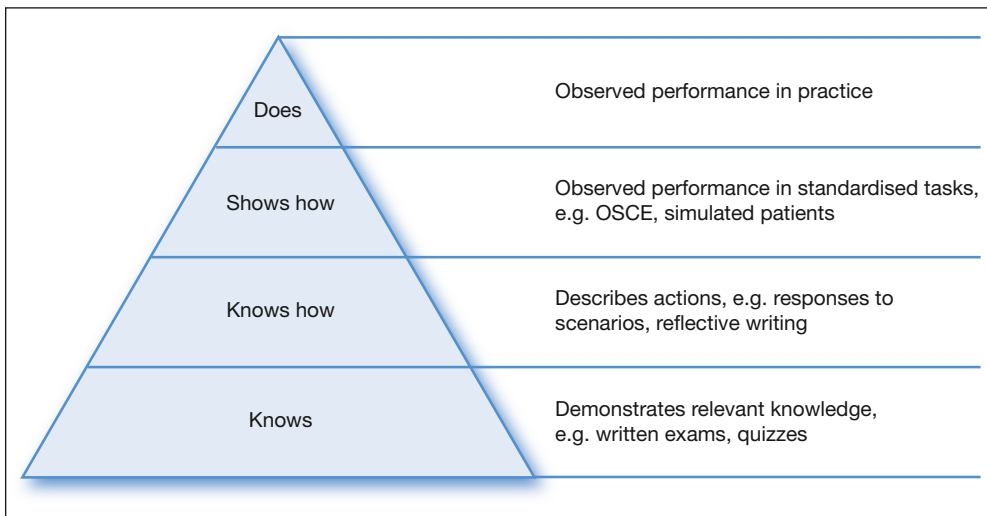 Does
Observed performance in practice
Shows how
Observed performance in standardised tasks,
e.g. OSCE, simulated patients
Knows how
Describes actions, e.g. responses to
scenarios, reflective writing
Knows
Demonstrates relevant knowledge,
e.g. written exams, quizzes